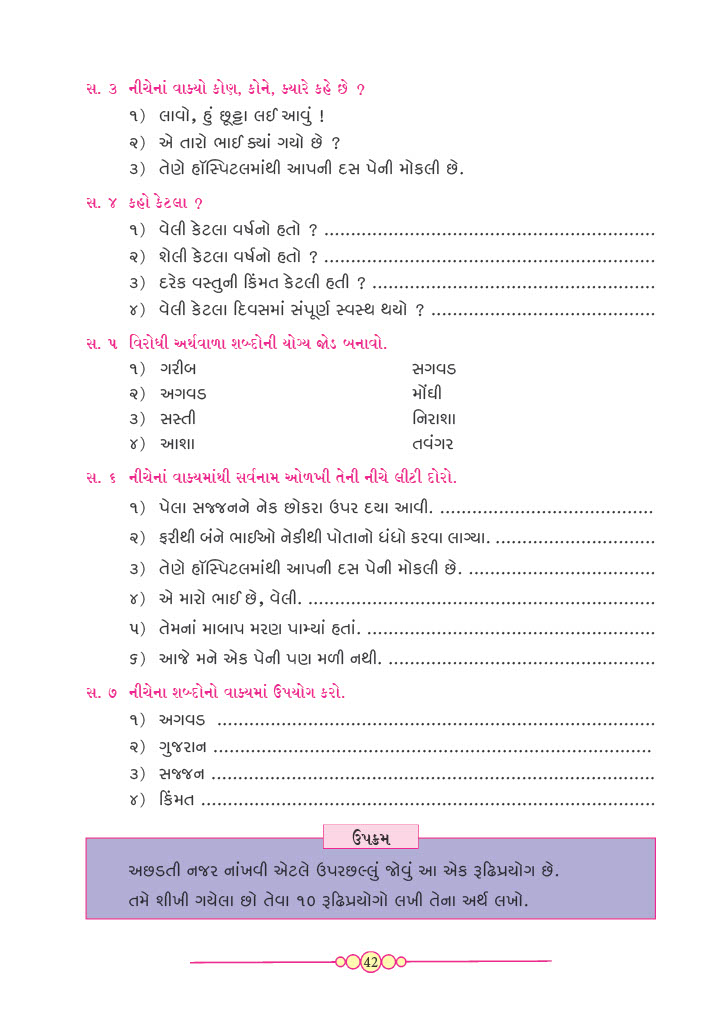 સ. ૩ નીચેનાં વાક્યો કોણ, કોને, ક્યારે કહે છે ?
૧) લાવો, હું છૂટ્ટા લઈ આવું !
૨) એ તારો ભાઈ ક્યાં ગયો છે ?
૩) તેણે હૉસ્પિટલમાંથી આપની દસ પેની મોકલી છે.
સ. ૪ કહો કેટલા ?
૧) વેલી કેટલા વર્ષનો હતો ? ..............................................................
૨) શેલી કેટલા વર્ષનો હતો ? ..............................................................
૩) દરેક વસ્તુની કિંમત કેટલી હતી ? .....................................................
૪) વેલી કેટલા દિવસમાં સંપૂર્ણ સ્વસ્થ થયો ? ..........................................
સ. ૫ વિરોધી અર્થવાળા શબ્દોની યોગ્ય જોડ બનાવો.
૧) ગરીબ સગવડ
૨) અગવડ મોંઘી
૩) સસ્તી નિરાશા
૪) આશા તવંગર
સ. ૬ નીચેનાં વાક્યમાંથી સર્વનામ ઓળખી તેની નીચે લીટી દોરો.
૧) પેલા સજ્જનને નેક છોકરા ઉપર દયા આવી. ........................................
૨) ફરીથી બંને ભાઈઓ નેકીથી પોતાનો ધંધો કરવા લાગ્યા. ..............................
૩) તેણે હૉસ્પિટલમાંથી આપની દસ પેની મોકલી છે. ...................................
૪) એ મારો ભાઈ છે, વેલી. .................................................................
૫) તેમનાં માબાપ મરણ પામ્યાં હતાં. ......................................................
૬) આજે મને એક પેની પણ મળી નથી. ..................................................
સ. ૭ નીચેના શબ્દોનો વાક્યમાં ઉપયોગ કરો.
૧) અગવડ ..................................................................................
૨) ગુજરાન ..................................................................................
૩) સજ્જન ...................................................................................
૪) કિંમત .....................................................................................
ઉપક્રમ
અછડતી નજર નાંખવી એટલે ઉપરછલ્લું જોવું આ એક રૂઢિપ્રયોગ છે.
તમે શીખી ગયેલા છો તેવા ૧૦ રૂઢિપ્રયોગો લખી તેના અર્થ લખો.
42